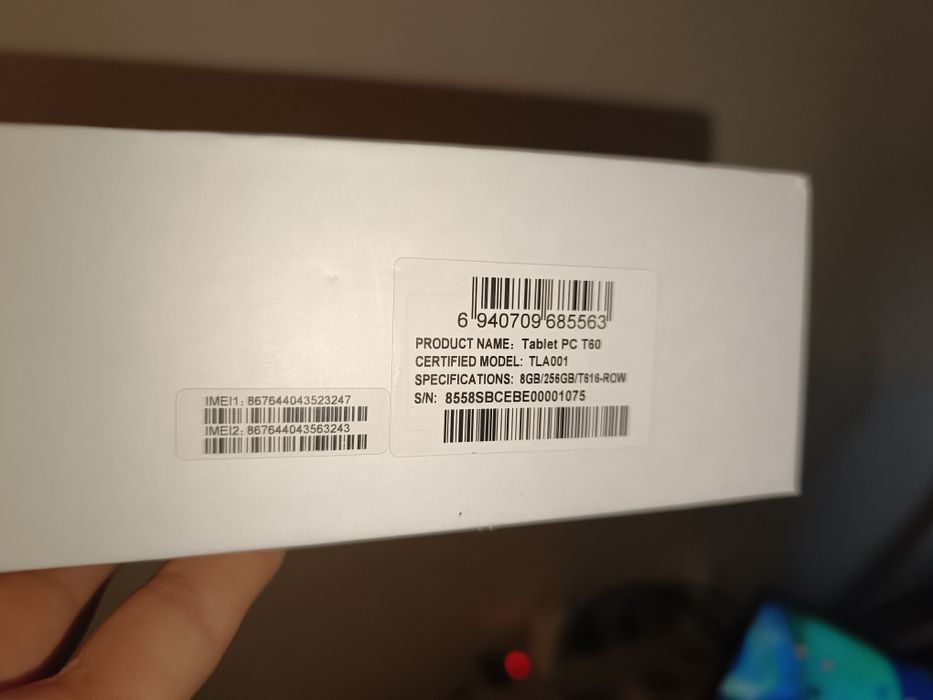 6 940709 685563
PRODUCT NAME: Tablet PC T60
CERTIFIED MODEL: TLA001
SPECIFICATIONS: 8GB/256GB/T616-ROW
S/N: 8558SBCEBE00001075
IMEI1: 867644043523247
IMEI2: 867644043563243